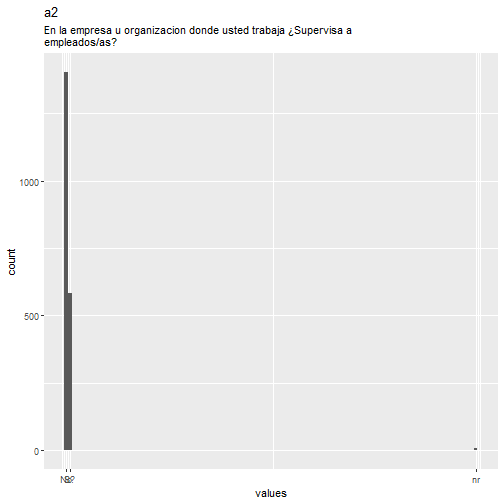 a2
En la empresa u organizacion donde usted trabaja ¿Supervisa a
empleados/as?
1000
500
0
count
nr
values